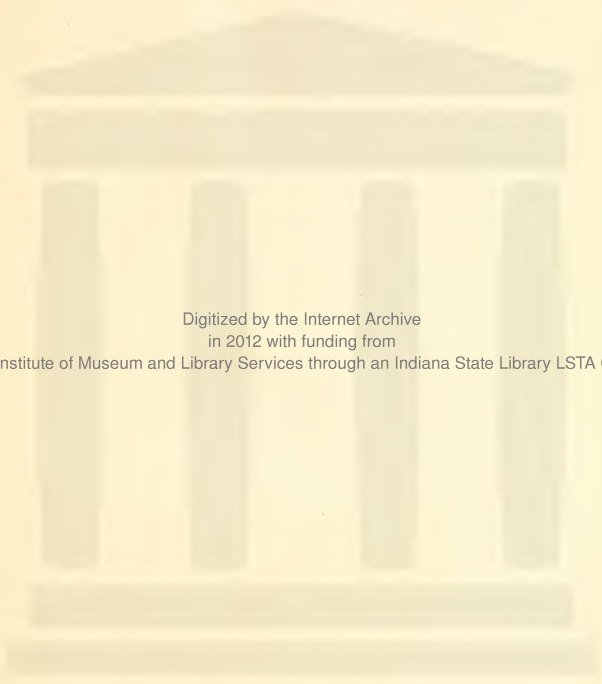 Digitized by the Internet Archive
in 2012 with funding from
nstitute of Museum and Library Services through an Indiana State Library LSTA